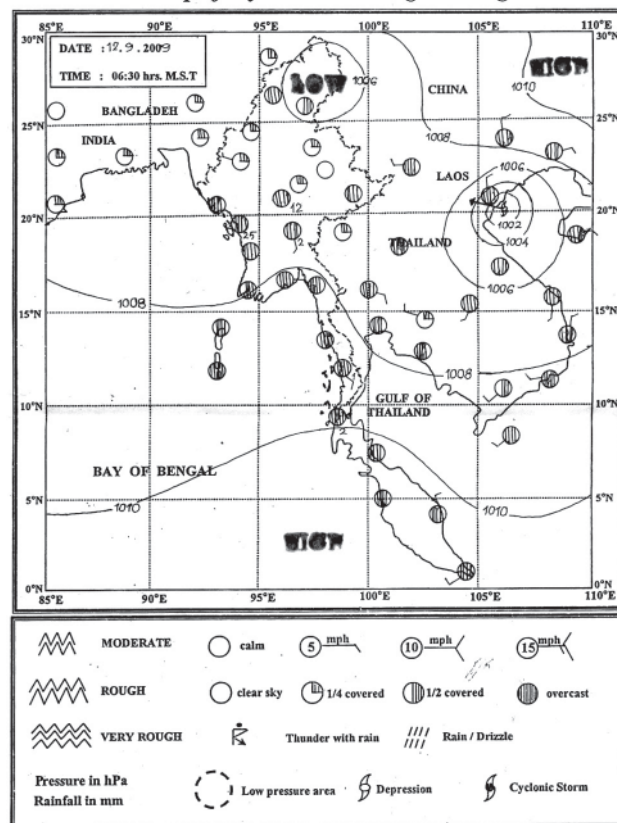 30°N
95°E
100°E
105°E
110°E
30°N
DATE : 12.9.2009
TIME : 06:30 hrs. M.S.T
LOW
1006
HIGH
1010
CHINA
BANGLADEH
1008
25°N
25°N
INDIA
LAOS
1006
20°N
12
1002
20°N
25
2
THAILAND
1004
1006
1008
15°N
15°N
1008
10°N
GULF OF
THAILAND
10°N
2
BAY OF BENGAL
5°N
1010
1010
5°N
HIGH
0°N
0°N
85°E
90°E
95°E
100°E
105°E
110°E
MODERATE
calm
5 mph
10 mph
15 mph
ROUGH
clear sky
1/4 covered
1/2 covered
overcast
VERY ROUGH
Thunder with rain
Rain / Drizzle
Pressure in hPa
Rainfall in mm
Low pressure area
Depression
Cyclonic Storm